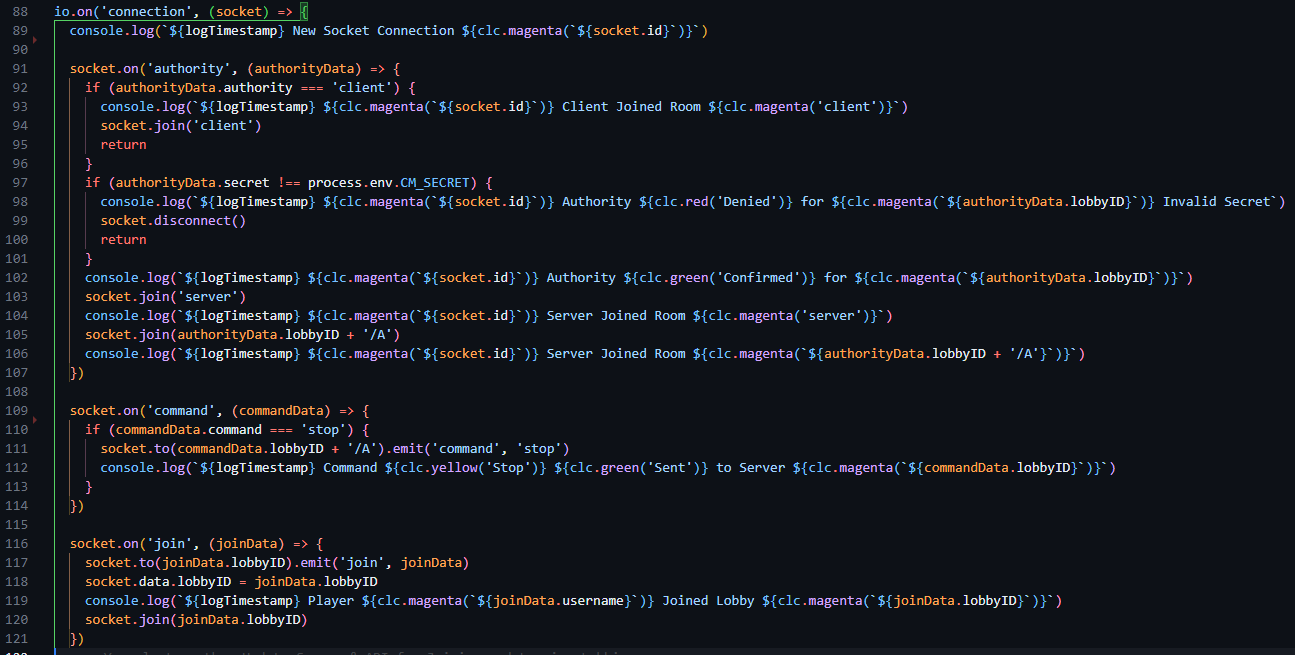 88 io.on('connection', (socket) => {
89 console.log(`${logTimestamp} New Socket Connection ${clc.magenta(`${socket.id}`)}`)
90
91 socket.on('authority', (authorityData) => {
92 if (authorityData.authority === 'client') {
93 console.log(`${logTimestamp} ${clc.magenta(`${socket.id}`)} Client Joined Room ${clc.magenta('client')}`)
94 socket.join('client')
95 return
96 }
97 if (authorityData.secret !== process.env.CM_SECRET) {
98 console.log(`${logTimestamp} ${clc.magenta(`${socket.id}`)} Authority ${clc.red('Denied')} for ${clc.magenta(`${authorityData.lobbyID}`)} Invalid Secret`)
99 socket.disconnect()
100 return
101 }
102 console.log(`${logTimestamp} ${clc.magenta(`${socket.id}`)} Authority ${clc.green('Confirmed')} for ${clc.magenta(`${authorityData.lobbyID}`)}`)
103 socket.join('server')
104 console.log(`${logTimestamp} ${clc.magenta(`${socket.id}`)} Server Joined Room ${clc.magenta('server')}`)
105 socket.join(authorityData.lobbyID + '/A')
106 console.log(`${logTimestamp} ${clc.magenta(`${socket.id}`)} Server Joined Room ${clc.magenta(`${authorityData.lobbyID + '/A'}`)}`)
107 })
108
109 socket.on('command', (commandData) => {
110 if (commandData.command === 'stop') {
111 socket.to(commandData.lobbyID + '/A').emit('command', 'stop')
112 console.log(`${logTimestamp} Command ${clc.yellow('Stop')} ${clc.green('Sent')} to Server ${clc.magenta(`${commandData.lobbyID}`)}`)
113 }
114 })
115
116 socket.on('join', (joinData) => {
117 socket.to(joinData.lobbyID).emit('join', joinData)
118 socket.data.lobbyID = joinData.lobbyID
119 console.log(`${logTimestamp} Player ${clc.magenta(`${joinData.username}`)} Joined Lobby ${clc.magenta(`${joinData.lobbyID}`)}`)
120 socket.join(joinData.lobbyID)
121 })